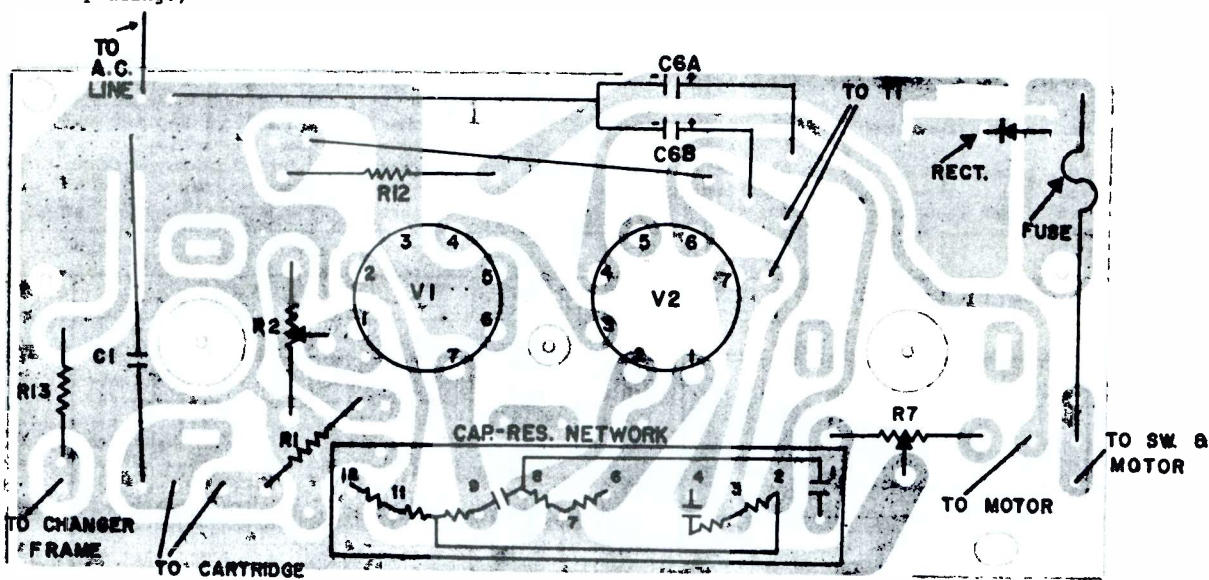 TO
A.C.
LINE
C6A
C6B
TO T1
RECT.
FUSE
R12
3 4
2 5
V1
1 6
7
5 6
4 7
V2
3
2 1
R2
C1
R13
R1
R7
CAP.-RES. NETWORK
12 11 9 8 7 6 4 3 2 1
TO SW. &
MOTOR
TO MOTOR
TO CHANGER
FRAME
TO CARTRIDGE